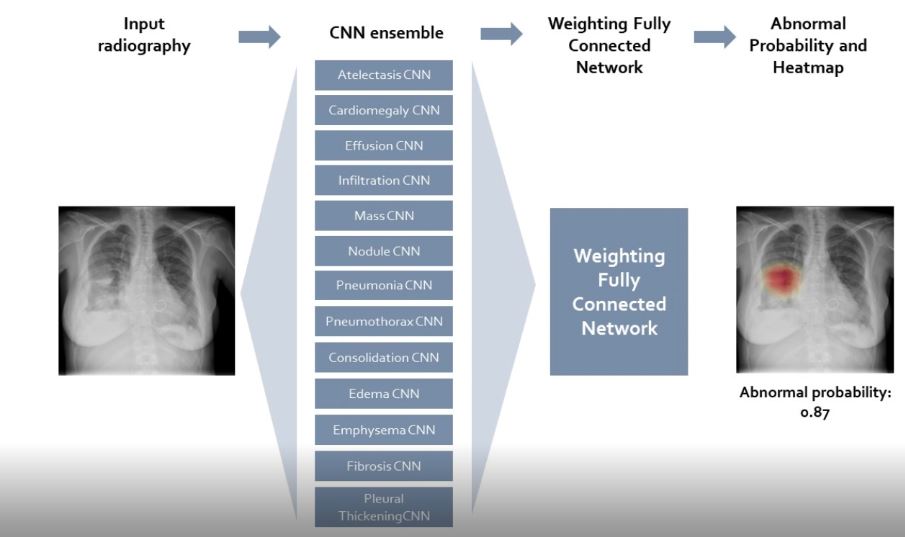 Input
radiography
CNN ensemble
Weighting Fully
Connected
Network
Abnormal
Probability and
Heatmap
Atelectasis CNN
Cardiomegaly CNN
Effusion CNN
Infiltration CNN
Mass CNN
Nodule CNN
Pneumonia CNN
Pneumothorax CNN
Consolidation CNN
Edema CNN
Emphysema CNN
Fibrosis CNN
Pleural
ThickeningCNN
Weighting
Fully
Connected
Network
Abnormal probability:
0.87